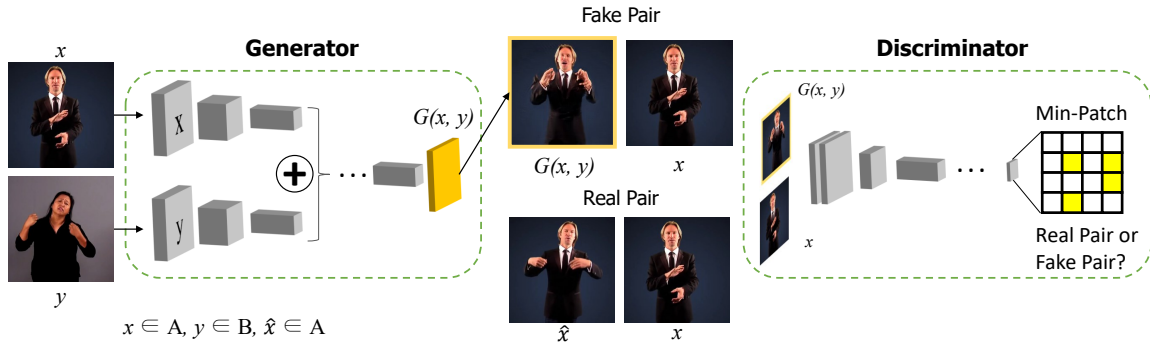 Fake Pair
x
Generator
Discriminator
G(x, y)
X
G(x, y)
Min-Patch
G(x, y)
x
Real Pair
y
x
Real Pair or
Fake Pair?
y
x̂
x
x ∈ A, y ∈ B, x̂ ∈ A